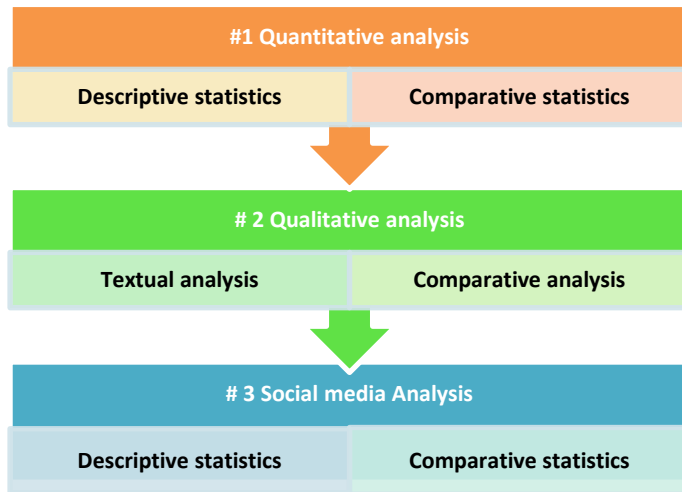 #1 Quantitative analysis
Descriptive statistics
Comparative statistics
# 2 Qualitative analysis
Textual analysis
Comparative analysis
# 3 Social media Analysis
Descriptive statistics
Comparative statistics